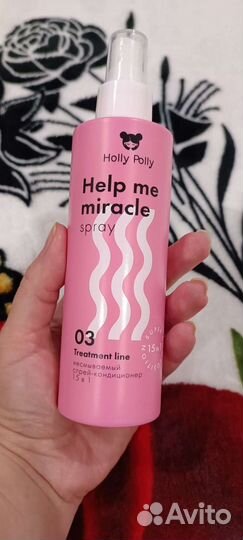 Holly Polly
Help me
miracle
spray
03
Treatment line
несмываемый
спрей-кондиционер
15 в 1
Avito